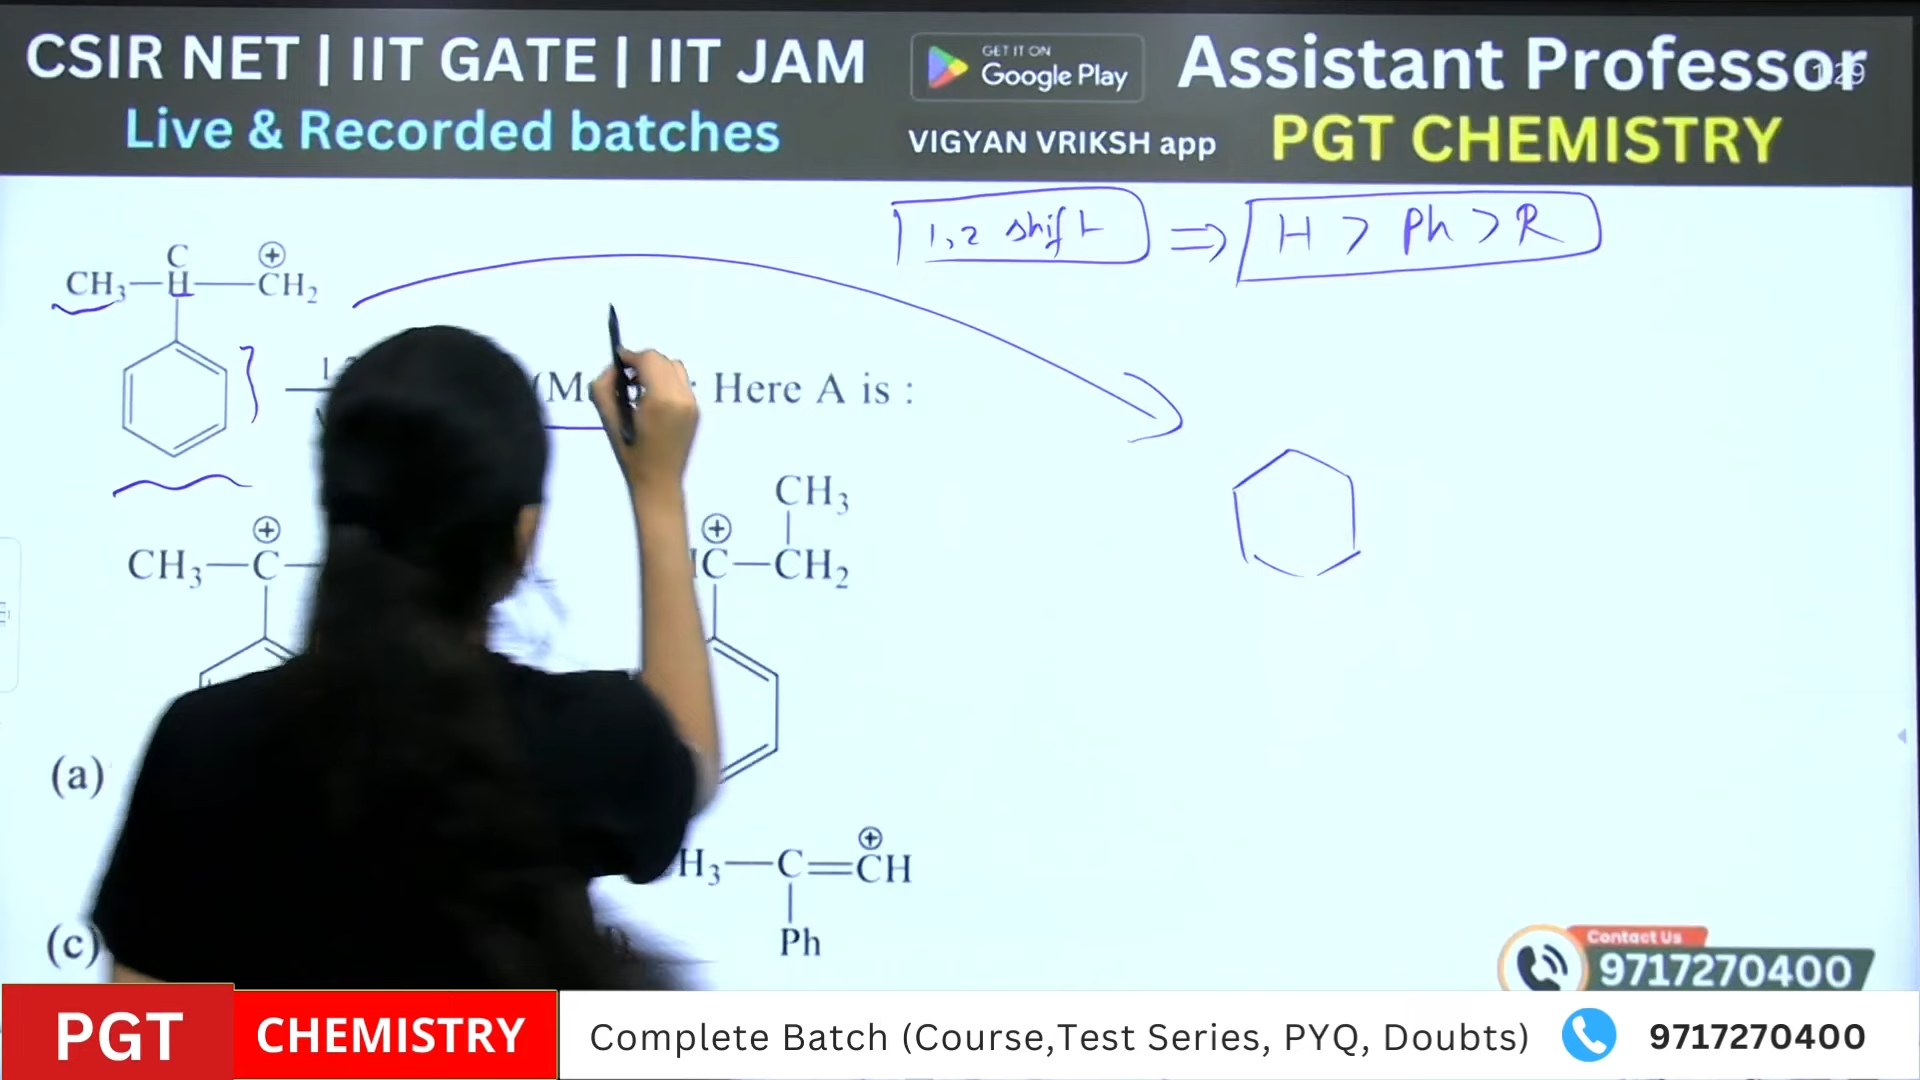 CSIR NET | IIT GATE | IIT JAM
Live & Recorded batches
GET IT ON
Google Play
VIGYAN VRIKSH app
Assistant Professor
PGT CHEMISTRY
1,2 shift ⇒ H > Ph > R
C ⊕
CH₃—H—CH₂
Here A is :
CH₃
⊕ ⊕
CH₃—C— C—CH₂
(a)
⊕
H₃—C=CH
Ph
(c)
Contact Us
9717270400
PGT CHEMISTRY Complete Batch (Course,Test Series, PYQ, Doubts) 9717270400